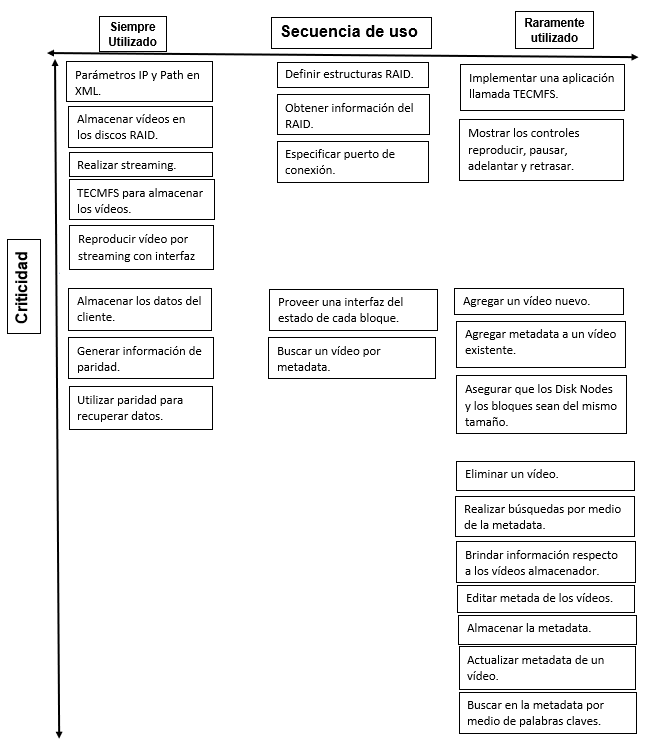 Siempre
Utilizado
Secuencia de uso
Raramente
utilizado
Criticidad
Parámetros IP y Path en
XML.
Almacenar vídeos en
los discos RAID.
Realizar streaming.
TECMFS para almacenar
los vídeos.
Reproducir vídeo por
streaming con interfaz
Definir estructuras RAID.
Obtener información del
RAID.
Especificar puerto de
conexión.
Implementar una aplicación
llamada TECMFS.
Mostrar los controles
reproducir, pausar,
adelantar y retrasar.
Almacenar los datos del
cliente.
Generar información de
paridad.
Utilizar paridad para
recuperar datos.
Proveer una interfaz del
estado de cada bloque.
Buscar un vídeo por
metadata.
Agregar un vídeo nuevo.
Agregar metadata a un vídeo
existente.
Asegurar que los Disk Nodes
y los bloques sean del mismo
tamaño.
Eliminar un vídeo.
Realizar búsquedas por medio
de la metadata.
Brindar información respecto
a los vídeos almacenador.
Editar metada de los vídeos.
Almacenar la metadata.
Actualizar metadata de un
vídeo.
Buscar en la metadata por
medio de palabras claves.